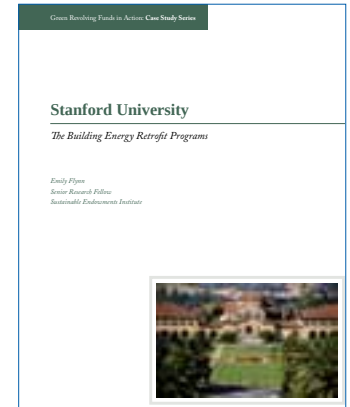 Green Revolving Funds in Action: Case Study Series
Stanford University
The Building Energy Retrofit Programs
Emily Flynn
Senior Research Fellow
Sustainable Endowments Institute